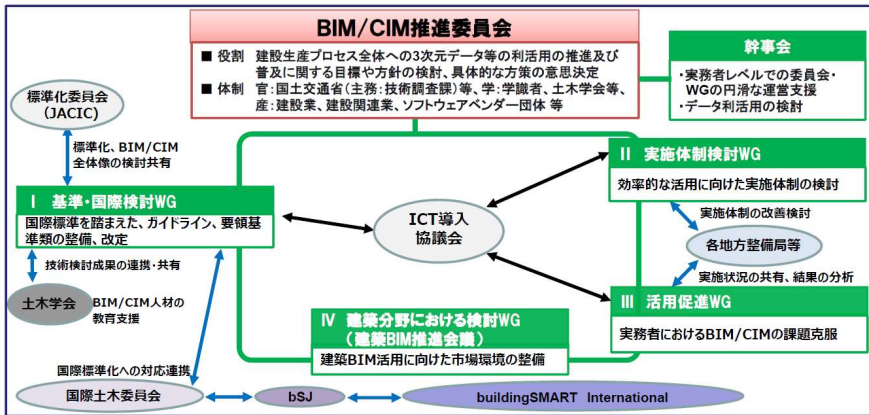 BIM/CIM推進委員会
■ 役割 建設生産プロセス全体への3次元データ等の利活用の推進及び
普及に関する目標や方針の検討、具体的な方策の意思決定
■ 体制 官:国土交通省(主務:技術調査課)等、学:学識者、土木学会等、
産:建設業、建設関連業、ソフトウェアベンダー団体 等
幹事会
・実務者レベルでの委員会・
WGの円滑な運営支援
・データ利活用の検討
標準化委員会
(JACIC)
標準化、BIM/CIM
全体像の検討共有
Ⅰ 基準・国際検討WG
国際標準を踏まえた、ガイドライン、要領基
準類の整備、改定
技術検討成果の連携・共有
土木学会
BIM/CIM人材の
教育支援
ICT導入
協議会
Ⅱ 実施体制検討WG
効率的な活用に向けた実施体制の検討
実施体制の改善検討
各地方整備局等
実施状況の共有、結果の分析
Ⅲ 活用促進WG
実務者におけるBIM/CIMの課題克服
Ⅳ 建築分野における検討WG
(建築BIM推進会議)
建築BIM活用に向けた市場環境の整備
国際標準化への対応連携
国際土木委員会
bSJ
buildingSMART International